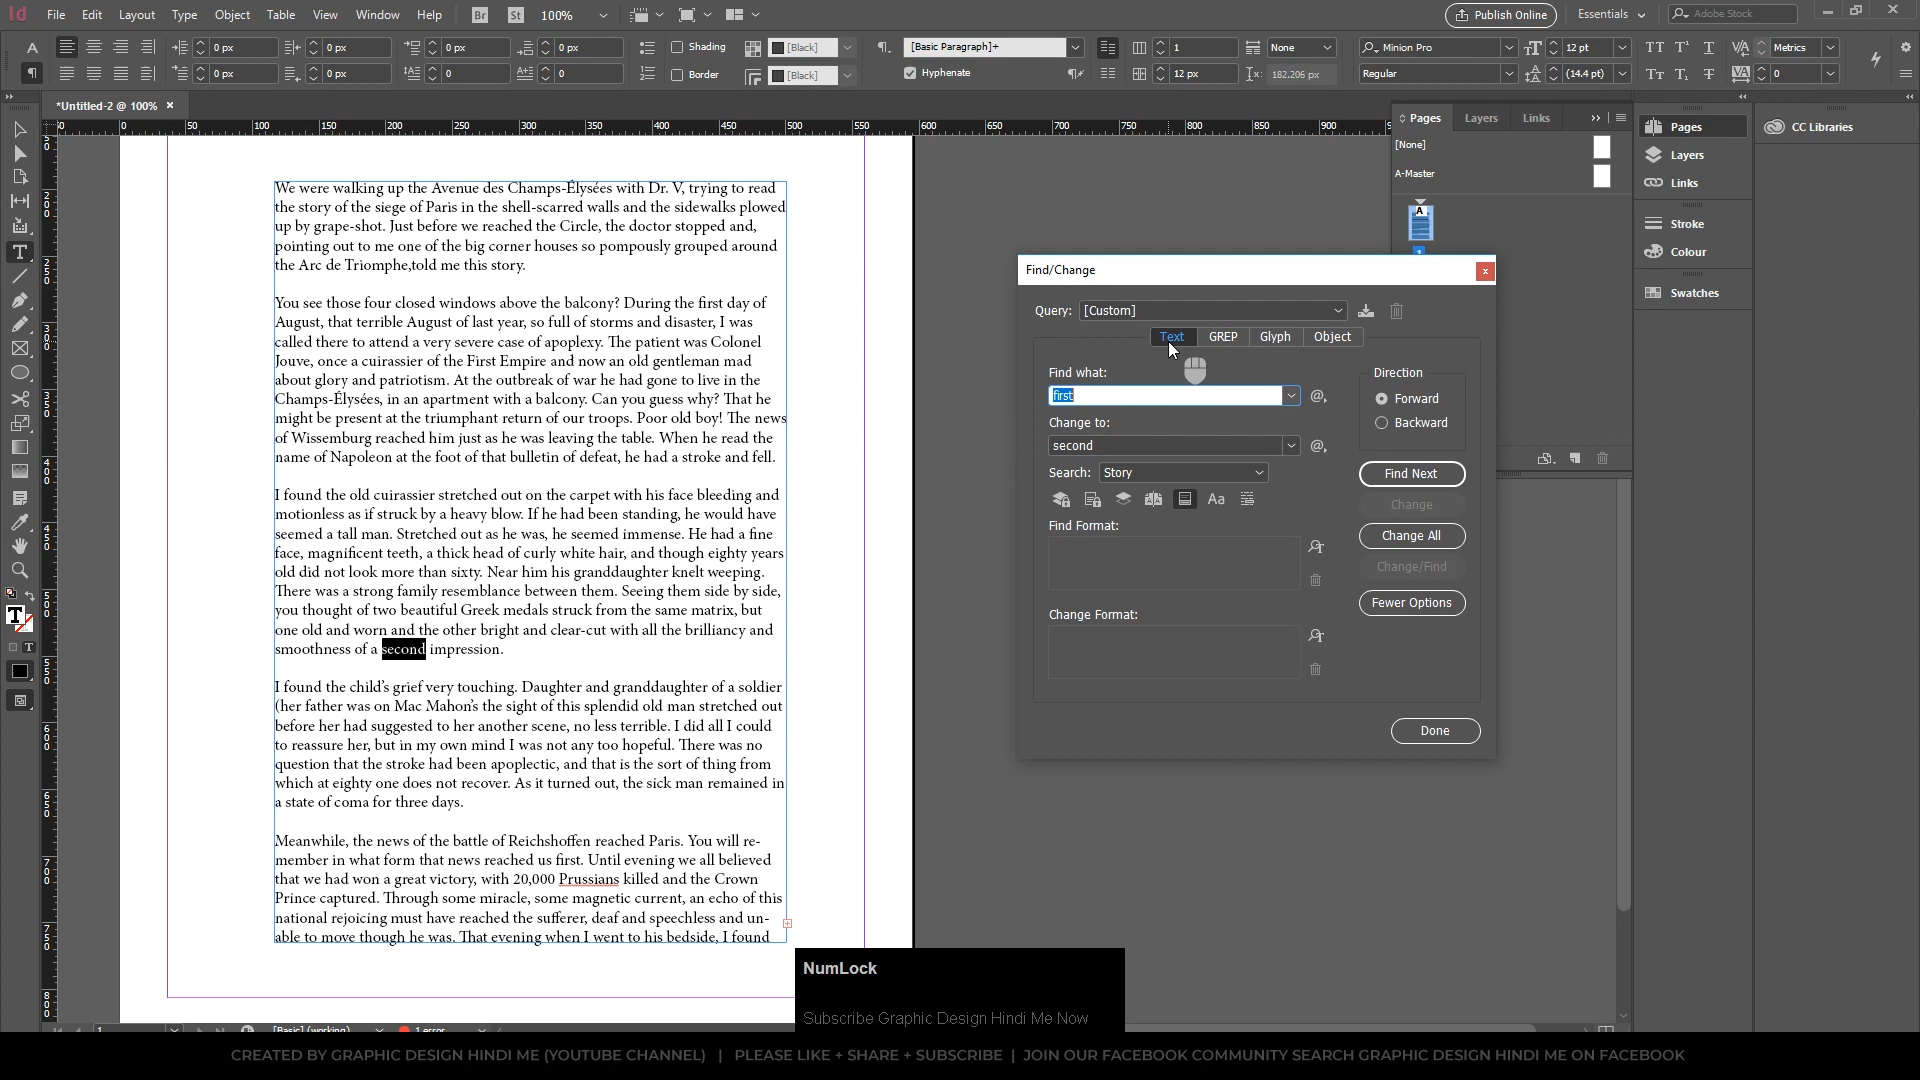 Id File Edit Layout Type Object Table View Window Help Br St 100% Publish Online Essentials Adobe Stock
A 0 px 0 px 0 px 0 px Shading [Black] [Basic Paragraph]+ 1 None Minion Pro 12 pt Metrics
0 px 0 px 0 0 Border [Black] Hyphenate 12 px 182.206 px Regular (14.4 pt) 0
*Untitled-2 @ 100%
0 50 100 150 200 250 300 350 400 450 500 550 600 650 700 750 800 850 900
We were walking up the Avenue des Champs-Élysées with Dr. V, trying to read
the story of the siege of Paris in the shell-scarred walls and the sidewalks plowed
up by grape-shot. Just before we reached the Circle, the doctor stopped and,
pointing out to me one of the big corner houses so pompously grouped around
the Arc de Triomphe,told me this story.
You see those four closed windows above the balcony? During the first day of
August, that terrible August of last year, so full of storms and disaster, I was
called there to attend a very severe case of apoplexy. The patient was Colonel
Jouve, once a cuirassier of the First Empire and now an old gentleman mad
about glory and patriotism. At the outbreak of war he had gone to live in the
Champs-Élysées, in an apartment with a balcony. Can you guess why? That he
might be present at the triumphant return of our troops. Poor old boy! The news
of Wissemburg reached him just as he was leaving the table. When he read the
name of Napoleon at the foot of that bulletin of defeat, he had a stroke and fell.
I found the old cuirassier stretched out on the carpet with his face bleeding and
motionless as if struck by a heavy blow. If he had been standing, he would have
seemed a tall man. Stretched out as he was, he seemed immense. He had a fine
face, magnificent teeth, a thick head of curly white hair, and though eighty years
old did not look more than sixty. Near him his granddaughter knelt weeping.
There was a strong family resemblance between them. Seeing them side by side,
you thought of two beautiful Greek medals struck from the same matrix, but
one old and worn and the other bright and clear-cut with all the brilliancy and
smoothness of a second impression.
I found the child’s grief very touching. Daughter and granddaughter of a soldier
(her father was on Mac Mahon’s the sight of this splendid old man stretched out
before her had suggested to her another scene, no less terrible. I did all I could
to reassure her, but in my own mind I was not any too hopeful. There was no
question that the stroke had been apoplectic, and that is the sort of thing from
which at eighty one does not recover. As it turned out, the sick man remained in
a state of coma for three days.
Meanwhile, the news of the battle of Reichshoffen reached Paris. You will re-
member in what form that news reached us first. Until evening we all believed
that we had won a great victory, with 20,000 Prussians killed and the Crown
Prince captured. Through some miracle, some magnetic current, an echo of this
national rejoicing must have reached the sufferer, deaf and speechless and un-
able to move though he was. That evening when I went to his bedside, I found
Find/Change
Query: [Custom]
Text GREP Glyph Object
Find what:
first
Change to:
second
Search: Story
Find Format:
Change Format:
Direction
Forward
Backward
Find Next
Change
Change All
Change/Find
Fewer Options
Done
Pages Layers Links
[None]
A-Master
A
1
Pages
Layers
Links
Stroke
Colour
Swatches
CC Libraries
1 [Basic] (working) 1 error
NumLock
Subscribe Graphic Design Hindi Me Now
CREATED BY GRAPHIC DESIGN HINDI ME (YOUTUBE CHANNEL) | PLEASE LIKE + SHARE + SUBSCRIBE | JOIN OUR FACEBOOK COMMUNITY SEARCH GRAPHIC DESIGN HINDI ME ON FACEBOOK